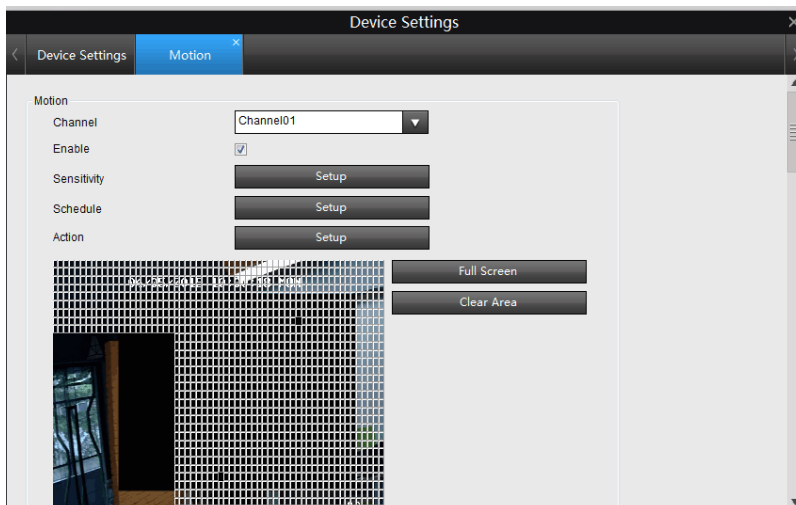 Device Settings
Device Settings
Motion
Motion
Channel
Channel01
Enable
Sensitivity
Setup
Schedule
Setup
Action
Setup
Full Screen
Clear Area